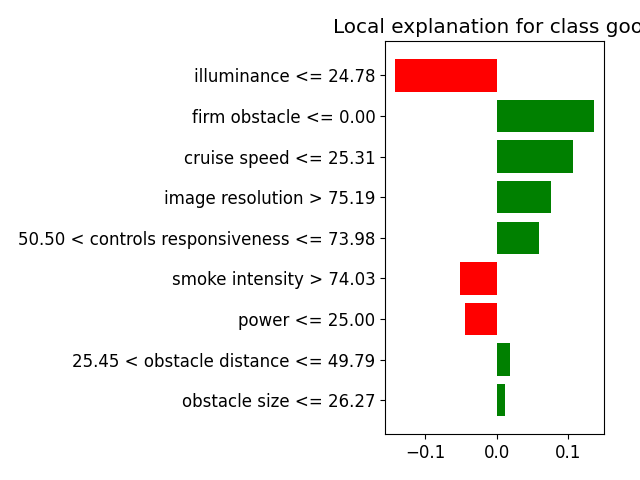 Local explanation for class goo
illuminance <= 24.78
firm obstacle <= 0.00
cruise speed <= 25.31
image resolution > 75.19
50.50 < controls responsiveness <= 73.98
smoke intensity > 74.03
power <= 25.00
25.45 < obstacle distance <= 49.79
obstacle size <= 26.27
−0.1 0.0 0.1